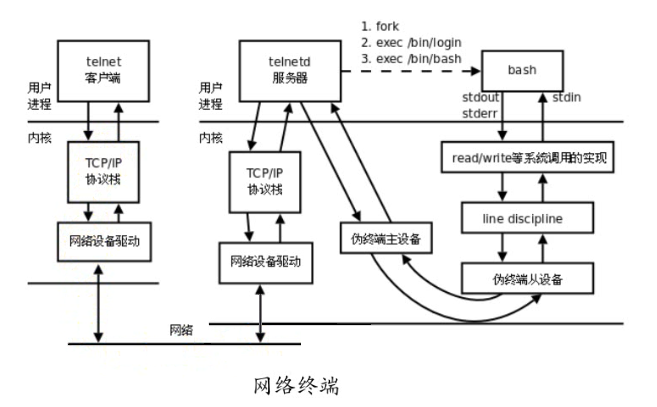 telnet
客户端
用户
进程
内核
TCP/IP
协议栈
网络设备驱动
telnetd
服务器
1. fork
2. exec /bin/login
3. exec /bin/bash
bash
用户
进程
stdout
stderr
stdin
内核
TCP/IP
协议栈
网络设备驱动
伪终端主设备
read/write等系统调用的实现
line discipline
伪终端从设备
网络
网络终端